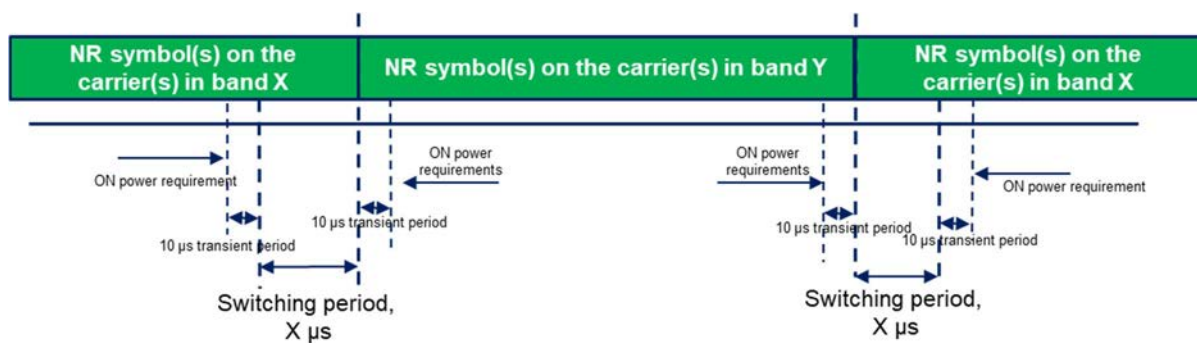 NR symbol(s) on the
carrier(s) in band X
NR symbol(s) on the carrier(s) in band Y
NR symbol(s) on the
carrier(s) in band X
ON power requirement
10 µs transient period
ON power
requirements
10 µs transient period
Switching period,
X µs
ON power
requirements
10 µs transient period
ON power requirement
10 µs transient period
Switching period,
X µs